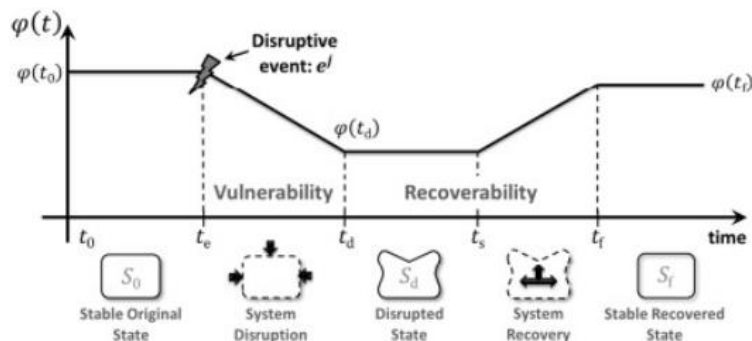 φ(t)
Disruptive
event: e^j
φ(t₀)
φ(t_f)
φ(t_d)
Vulnerability Recoverability
t₀ t_e t_d t_s t_f time
S₀ S_d S_f
Stable Original State
System Disruption
Disrupted State
System Recovery
Stable Recovered State